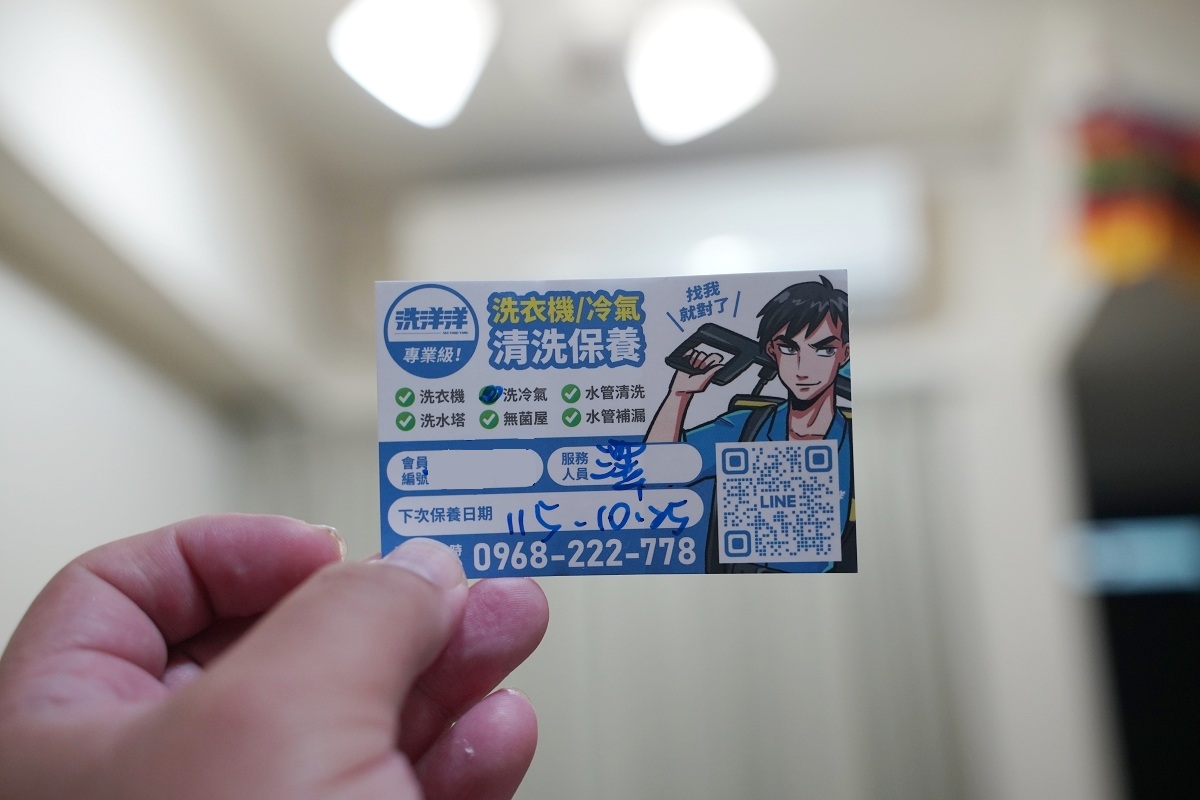 洗洋洋
專業級!
洗衣機/冷氣
清洗保養
找我
就對了
洗衣機 洗冷氣 水管清洗
洗水塔 無菌屋 水管補漏
會員
編號
服務
人員
下次保養日期 115-10-25
時 0968-222-778
LINE